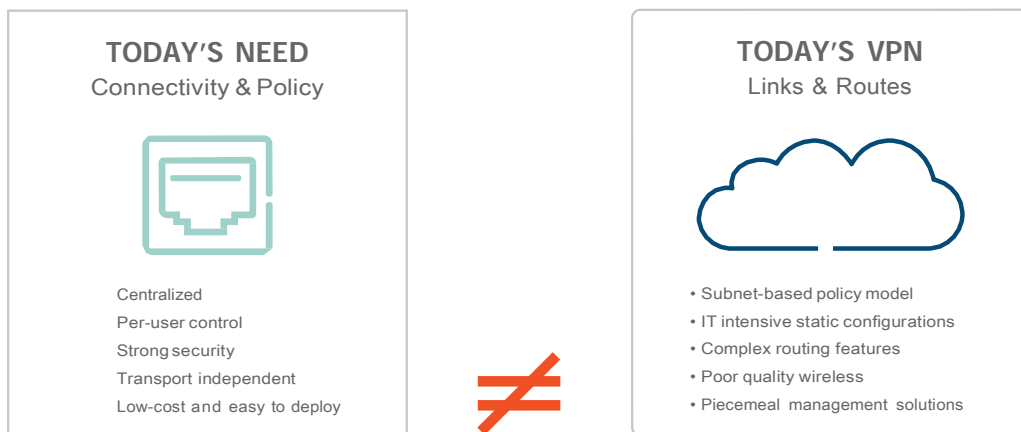 TODAY'S NEED
Connectivity & Policy
Centralized
Per-user control
Strong security
Transport independent
Low-cost and easy to deploy
≠
TODAY'S VPN
Links & Routes
• Subnet-based policy model
• IT intensive static configurations
• Complex routing features
• Poor quality wireless
• Piecemeal management solutions